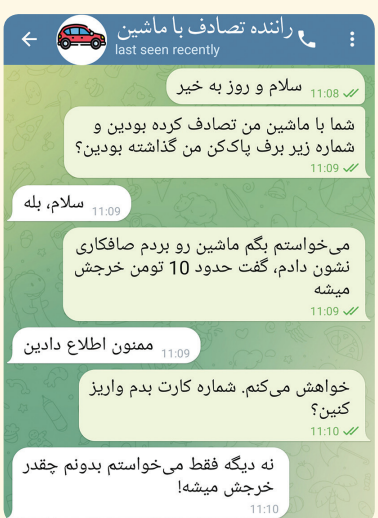 راننده تصادف با ماشین
last seen recently
سلام و روز به خیر
11:08
شما با ماشین من تصادف کرده بودین و
شماره زیر برف پاک‌کن من گذاشته بودین؟
11:09
سلام، بله
11:09
می‌خواستم بگم ماشین رو بردم صافکاری
نشون دادم، گفت حدود 10 تومن خرجش
میشه
11:09
ممنون اطلاع دادین
11:09
خواهش می‌کنم. شماره کارت بدم واریز
کنین؟
11:10
نه دیگه فقط می‌خواستم بدونم چقدر
خرجش میشه!
11:10